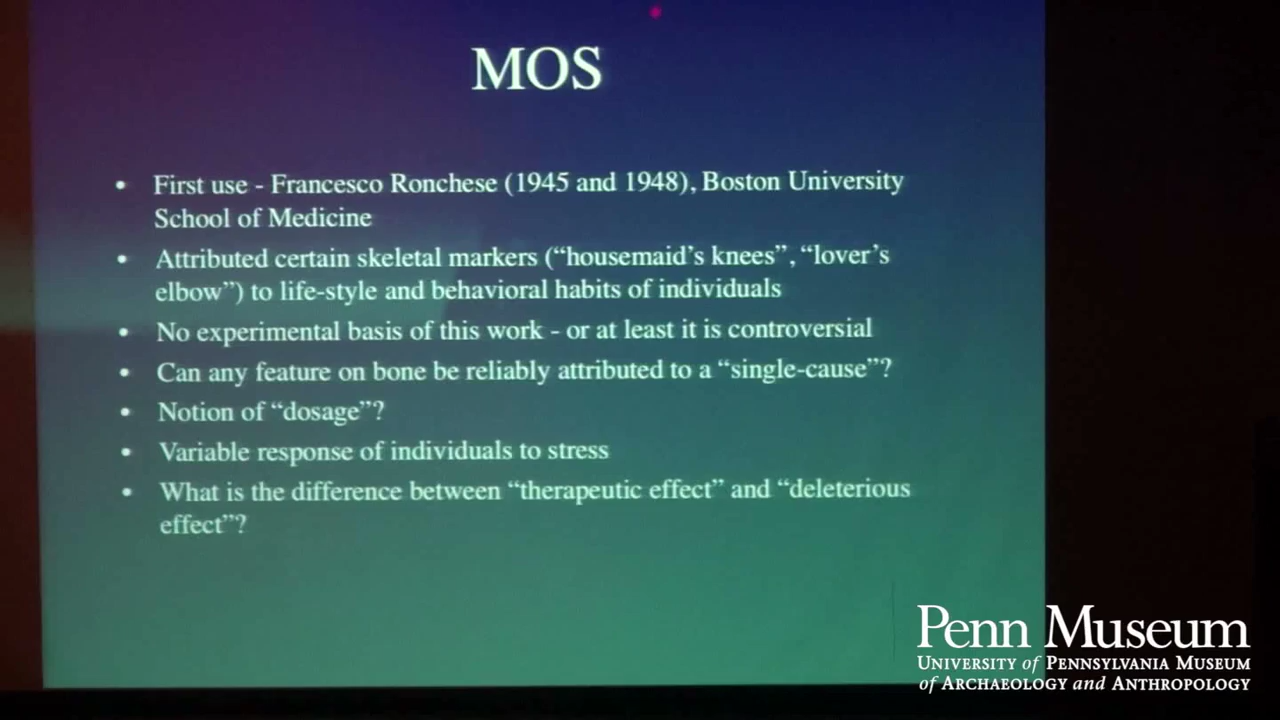 MOS
• First use - Francesco Ronchese (1945 and 1948), Boston University
School of Medicine
• Attributed certain skeletal markers (“housemaid’s knees”, “lover’s
elbow”) to life-style and behavioral habits of individuals
• No experimental basis of this work - or at least it is controversial
• Can any feature on bone be reliably attributed to a “single-cause”?
• Notion of “dosage”?
• Variable response of individuals to stress
• What is the difference between “therapeutic effect” and “deleterious
effect”?
Penn Museum
UNIVERSITY of PENNSYLVANIA MUSEUM
of ARCHAEOLOGY and ANTHROPOLOGY